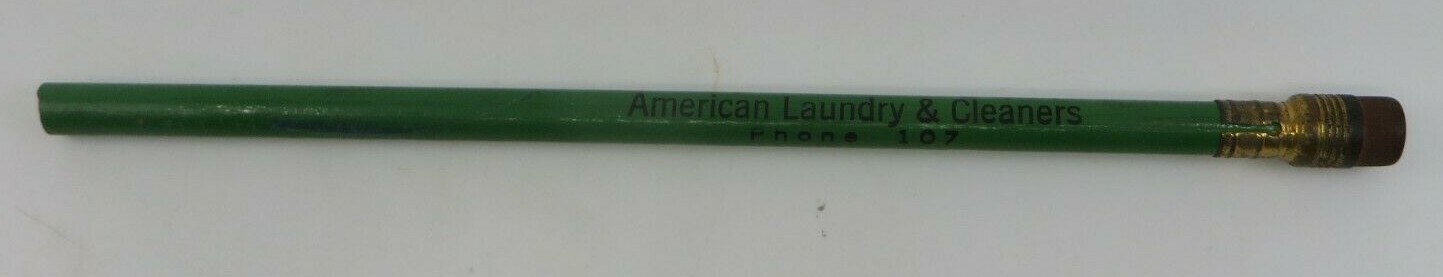 American Laundry & Cleaners
Phone 107